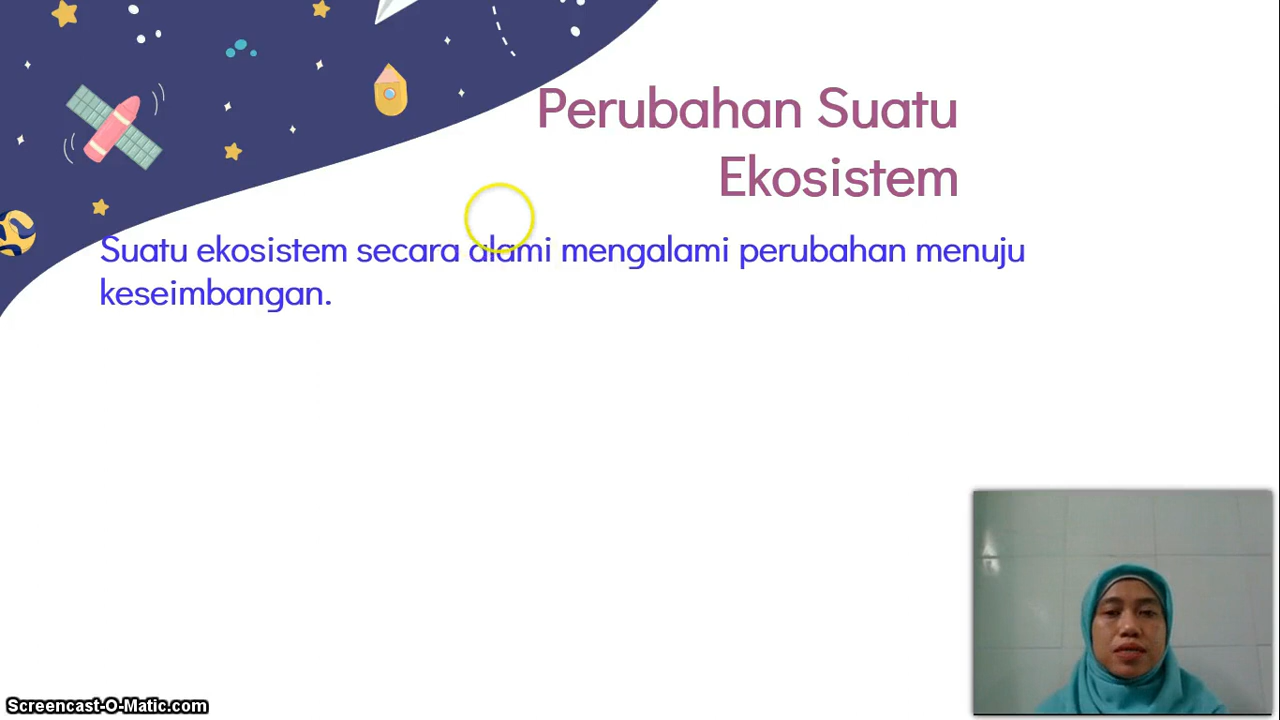 Perubahan Suatu
Ekosistem
Suatu ekosistem secara alami mengalami perubahan menuju
keseimbangan.
Screencast-O-Matic.com